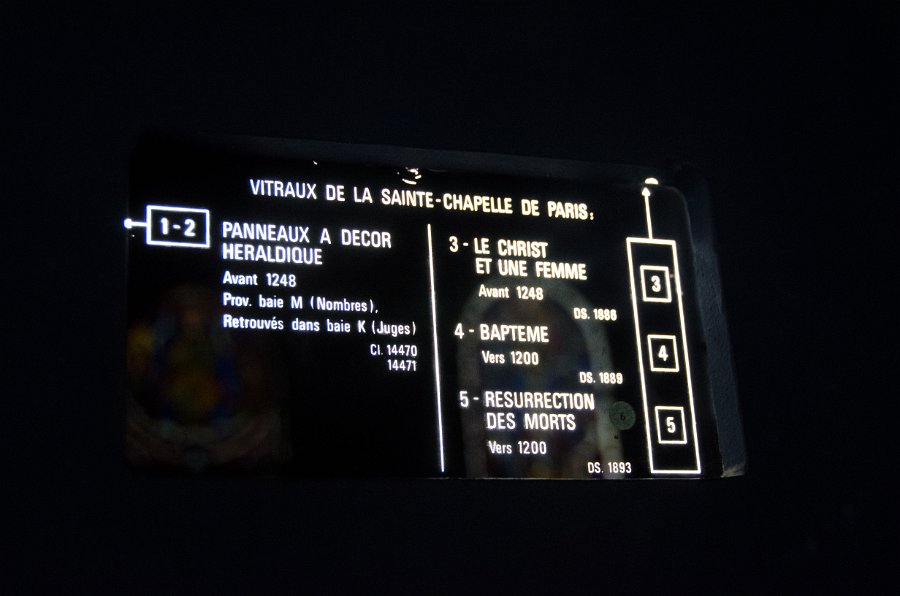 VITRAUX DE LA SAINTE-CHAPELLE DE PARIS:
1-2
PANNEAUX A DECOR
HERALDIQUE
Avant 1248
Prov. baie M (Nombres),
Retrouvés dans baie K (Juges)
Cl. 14470
14471
3 - LE CHRIST
ET UNE FEMME
Avant 1248
DS. 1886
4 - BAPTEME
Vers 1200
DS. 1889
5 - RESURRECTION
DES MORTS
Vers 1200
DS. 1893
6
3
4
5